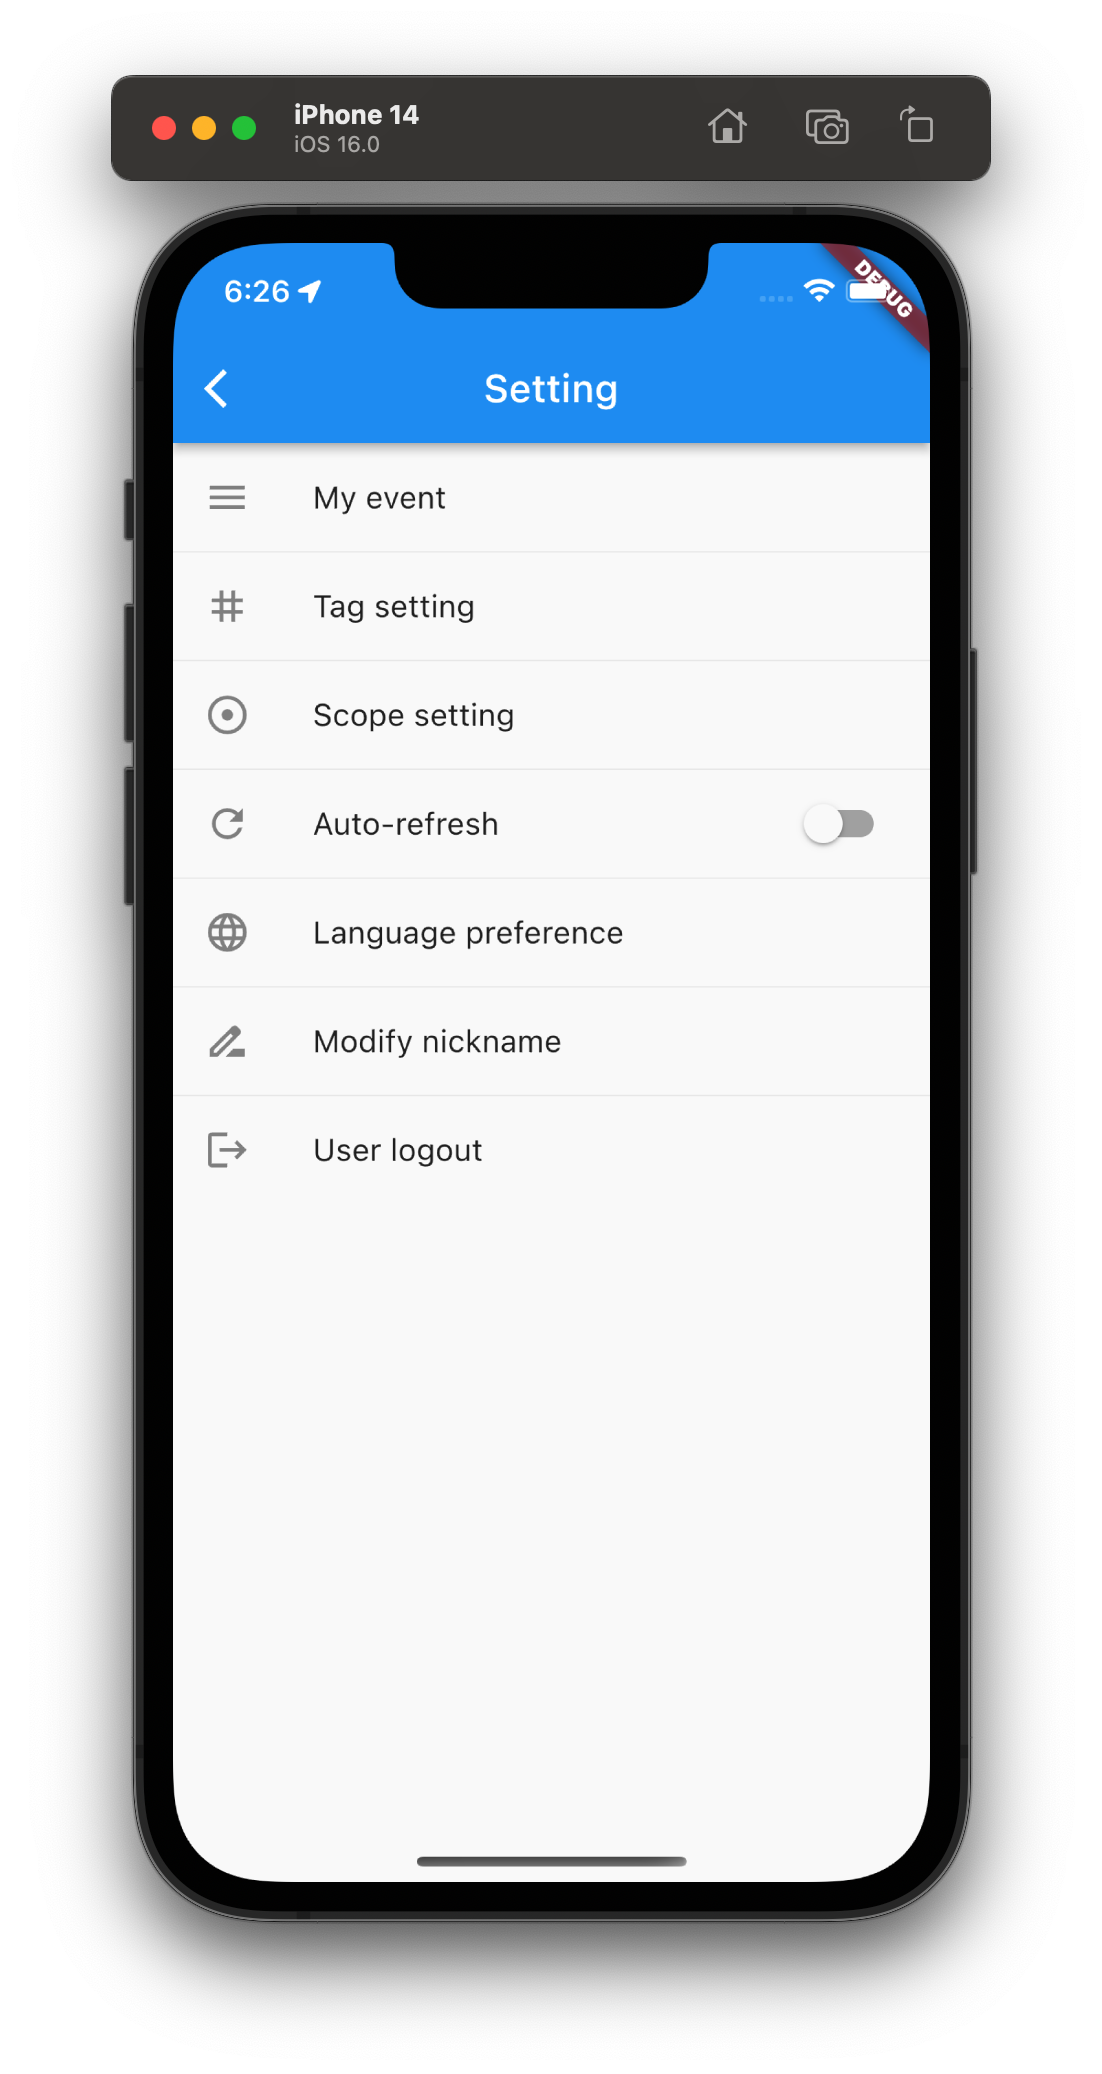 iPhone 14
iOS 16.0
6:26
DEBUG
Setting
My event
Tag setting
Scope setting
Auto-refresh
Language preference
Modify nickname
User logout